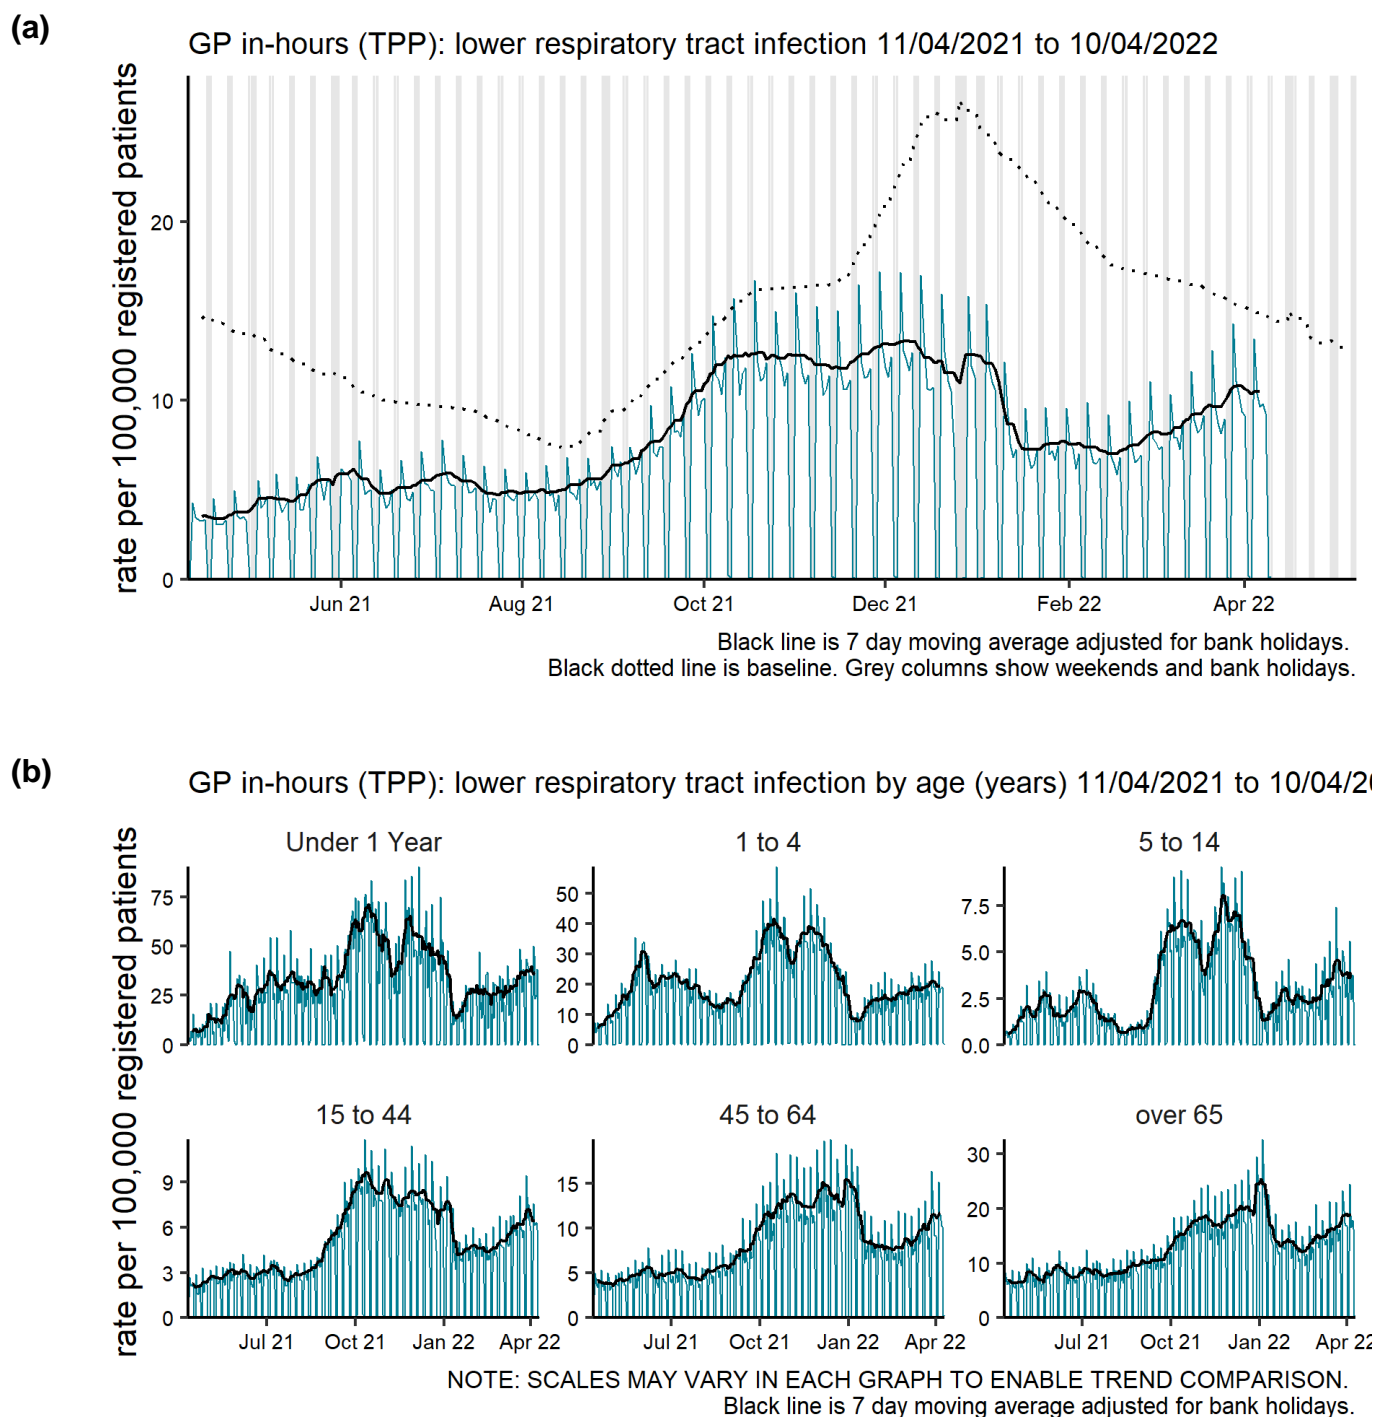 (a)
GP in-hours (TPP): lower respiratory tract infection 11/04/2021 to 10/04/2022
rate per 100,000 registered patients
20
10
0
Jun 21
Aug 21
Oct 21
Dec 21
Feb 22
Apr 22
Black line is 7 day moving average adjusted for bank holidays.
Black dotted line is baseline. Grey columns show weekends and bank holidays.
(b)
GP in-hours (TPP): lower respiratory tract infection by age (years) 11/04/2021 to 10/04/20
rate per 100,000 registered patients
Under 1 Year
75
50
25
0
1 to 4
50
40
30
20
10
0
5 to 14
7.5
5.0
2.5
0.0
15 to 44
9
6
3
0
Jul 21
Oct 21
Jan 22
Apr 22
45 to 64
15
10
5
0
Jul 21
Oct 21
Jan 22
Apr 22
over 65
30
20
10
0
Jul 21
Oct 21
Jan 22
Apr 22
NOTE: SCALES MAY VARY IN EACH GRAPH TO ENABLE TREND COMPARISON.
Black line is 7 day moving average adjusted for bank holidays.